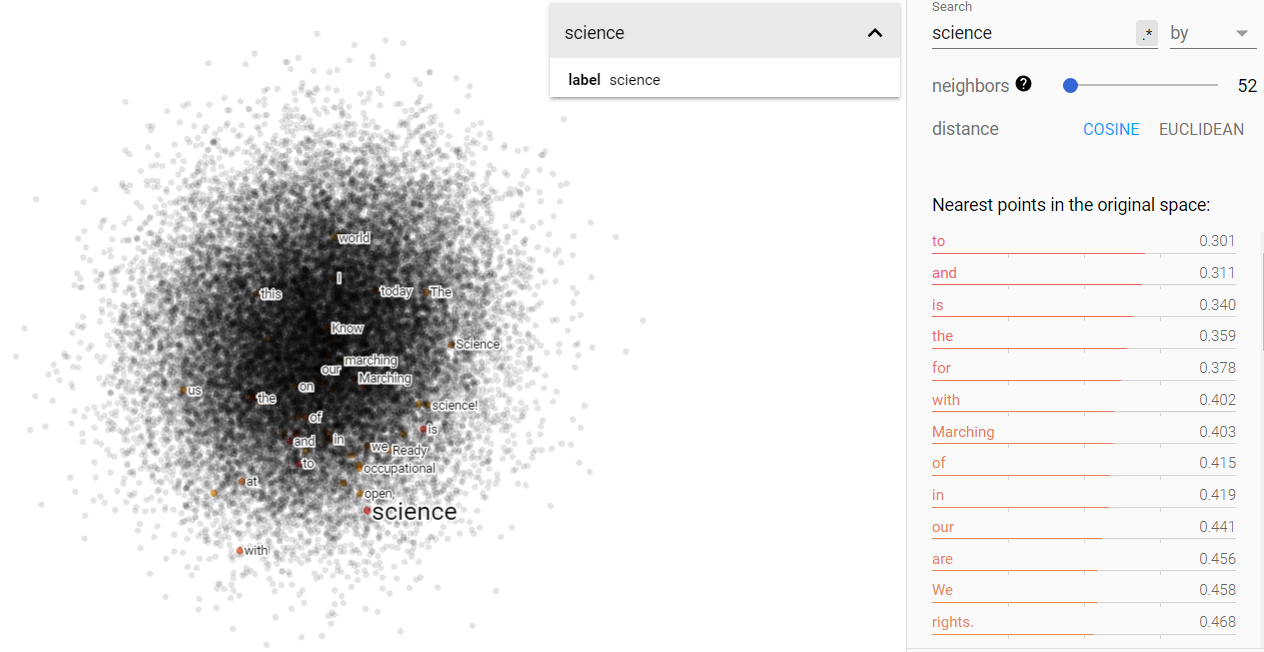 science
label science
world
I
this
today
The
Know
Science
marching
our
Marching
on
us
the
science!
of
is
and
in
we
Ready
to
occupational
at
open,
science
with
Search
science
.*
by
neighbors
?
52
distance
COSINE
EUCLIDEAN
Nearest points in the original space:
to 0.301
and 0.311
is 0.340
the 0.359
for 0.378
with 0.402
Marching 0.403
of 0.415
in 0.419
our 0.441
are 0.456
We 0.458
rights. 0.468